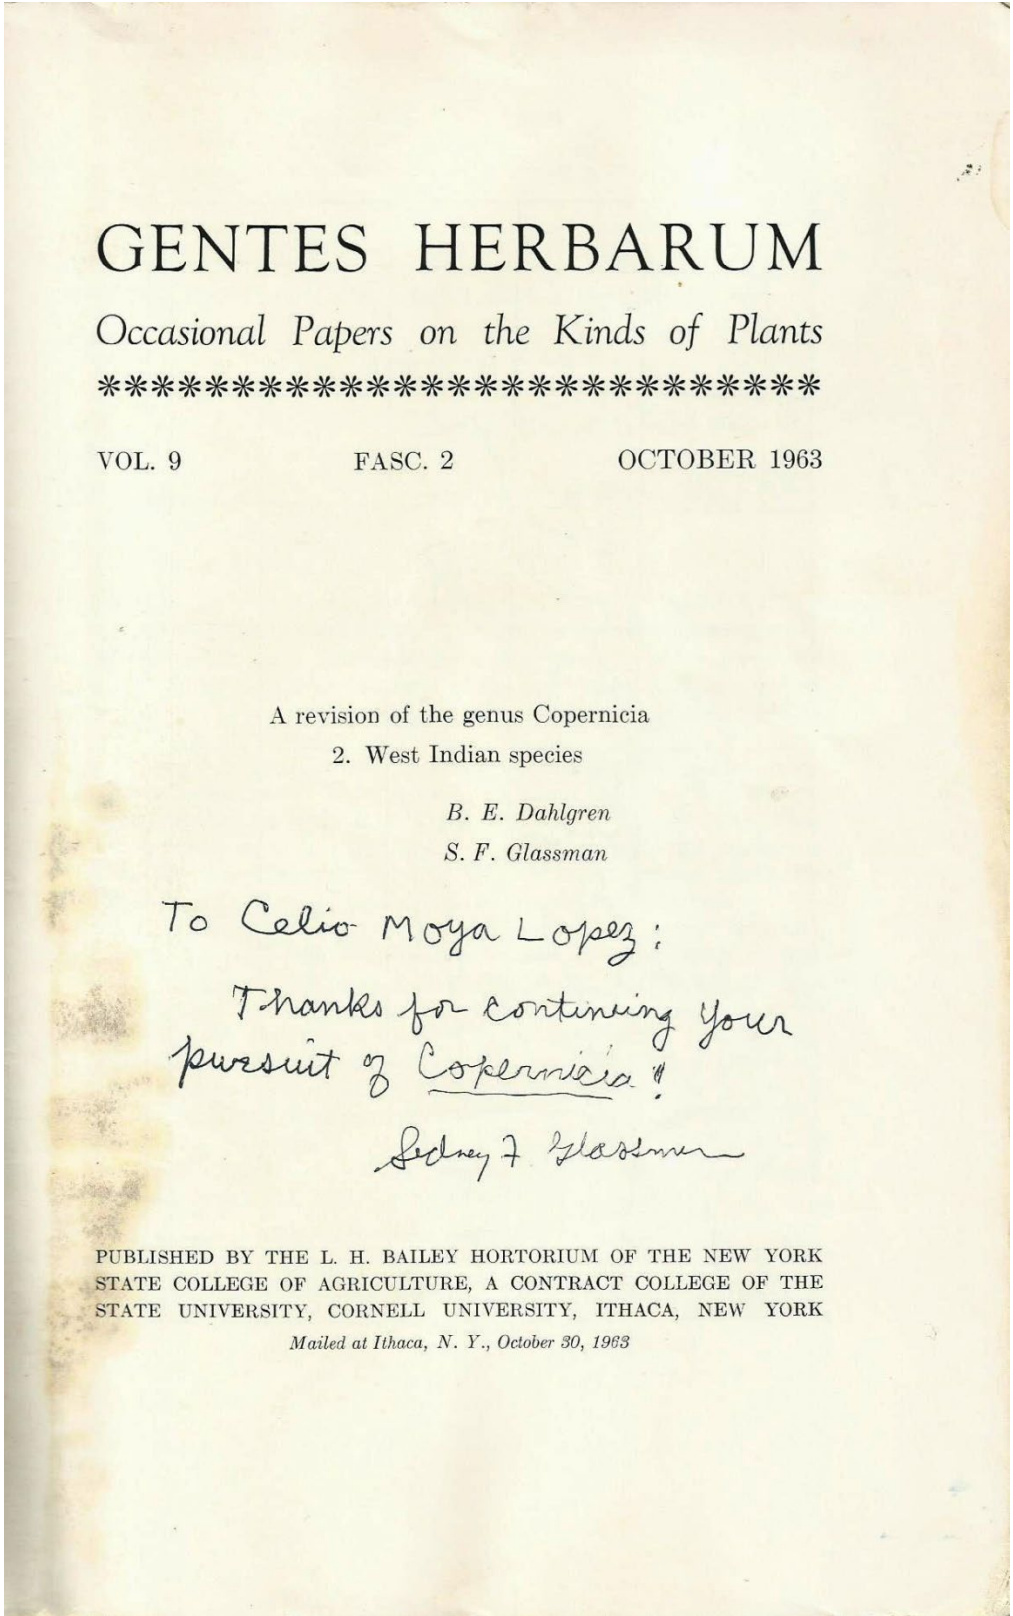 GENTES HERBARUM
Occasional Papers on the Kinds of Plants
***************************
VOL. 9 FASC. 2 OCTOBER 1963
A revision of the genus Copernicia
2. West Indian species
B. E. Dahlgren
S. F. Glassman
To Celio Moya Lopez:
Thanks for continuing your
pursuit of Copernicia!
Sidney F Glassman
PUBLISHED BY THE L. H. BAILEY HORTORIUM OF THE NEW YORK
STATE COLLEGE OF AGRICULTURE, A CONTRACT COLLEGE OF THE
STATE UNIVERSITY, CORNELL UNIVERSITY, ITHACA, NEW YORK
Mailed at Ithaca, N. Y., October 30, 1963